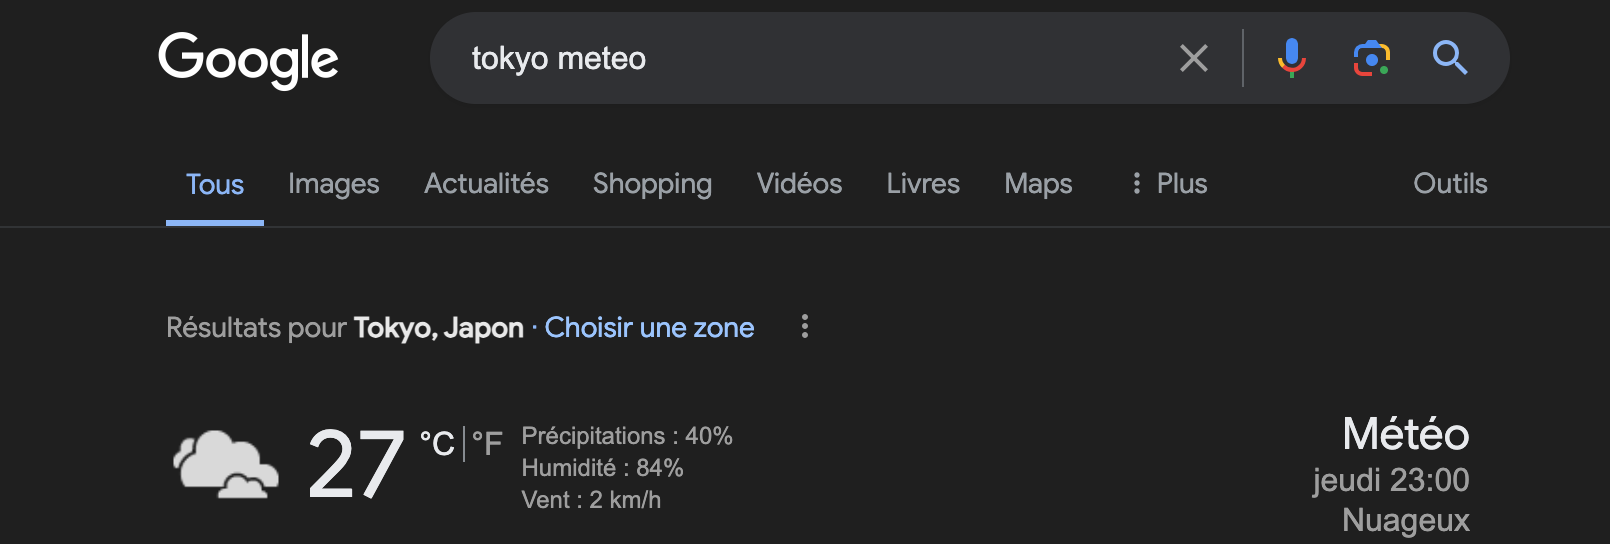 Google
tokyo meteo
Tous Images Actualités Shopping Vidéos Livres Maps Plus Outils
Résultats pour Tokyo, Japon · Choisir une zone
27 °C|°F
Précipitations : 40%
Humidité : 84%
Vent : 2 km/h
Météo
jeudi 23:00
Nuageux